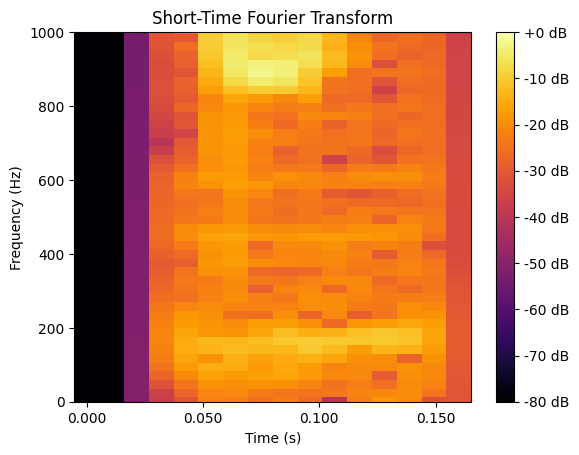 Short-Time Fourier Transform
1000
800
600
400
200
0
Frequency (Hz)
0.000
0.050
0.100
0.150
Time (s)
+0 dB
-10 dB
-20 dB
-30 dB
-40 dB
-50 dB
-60 dB
-70 dB
-80 dB